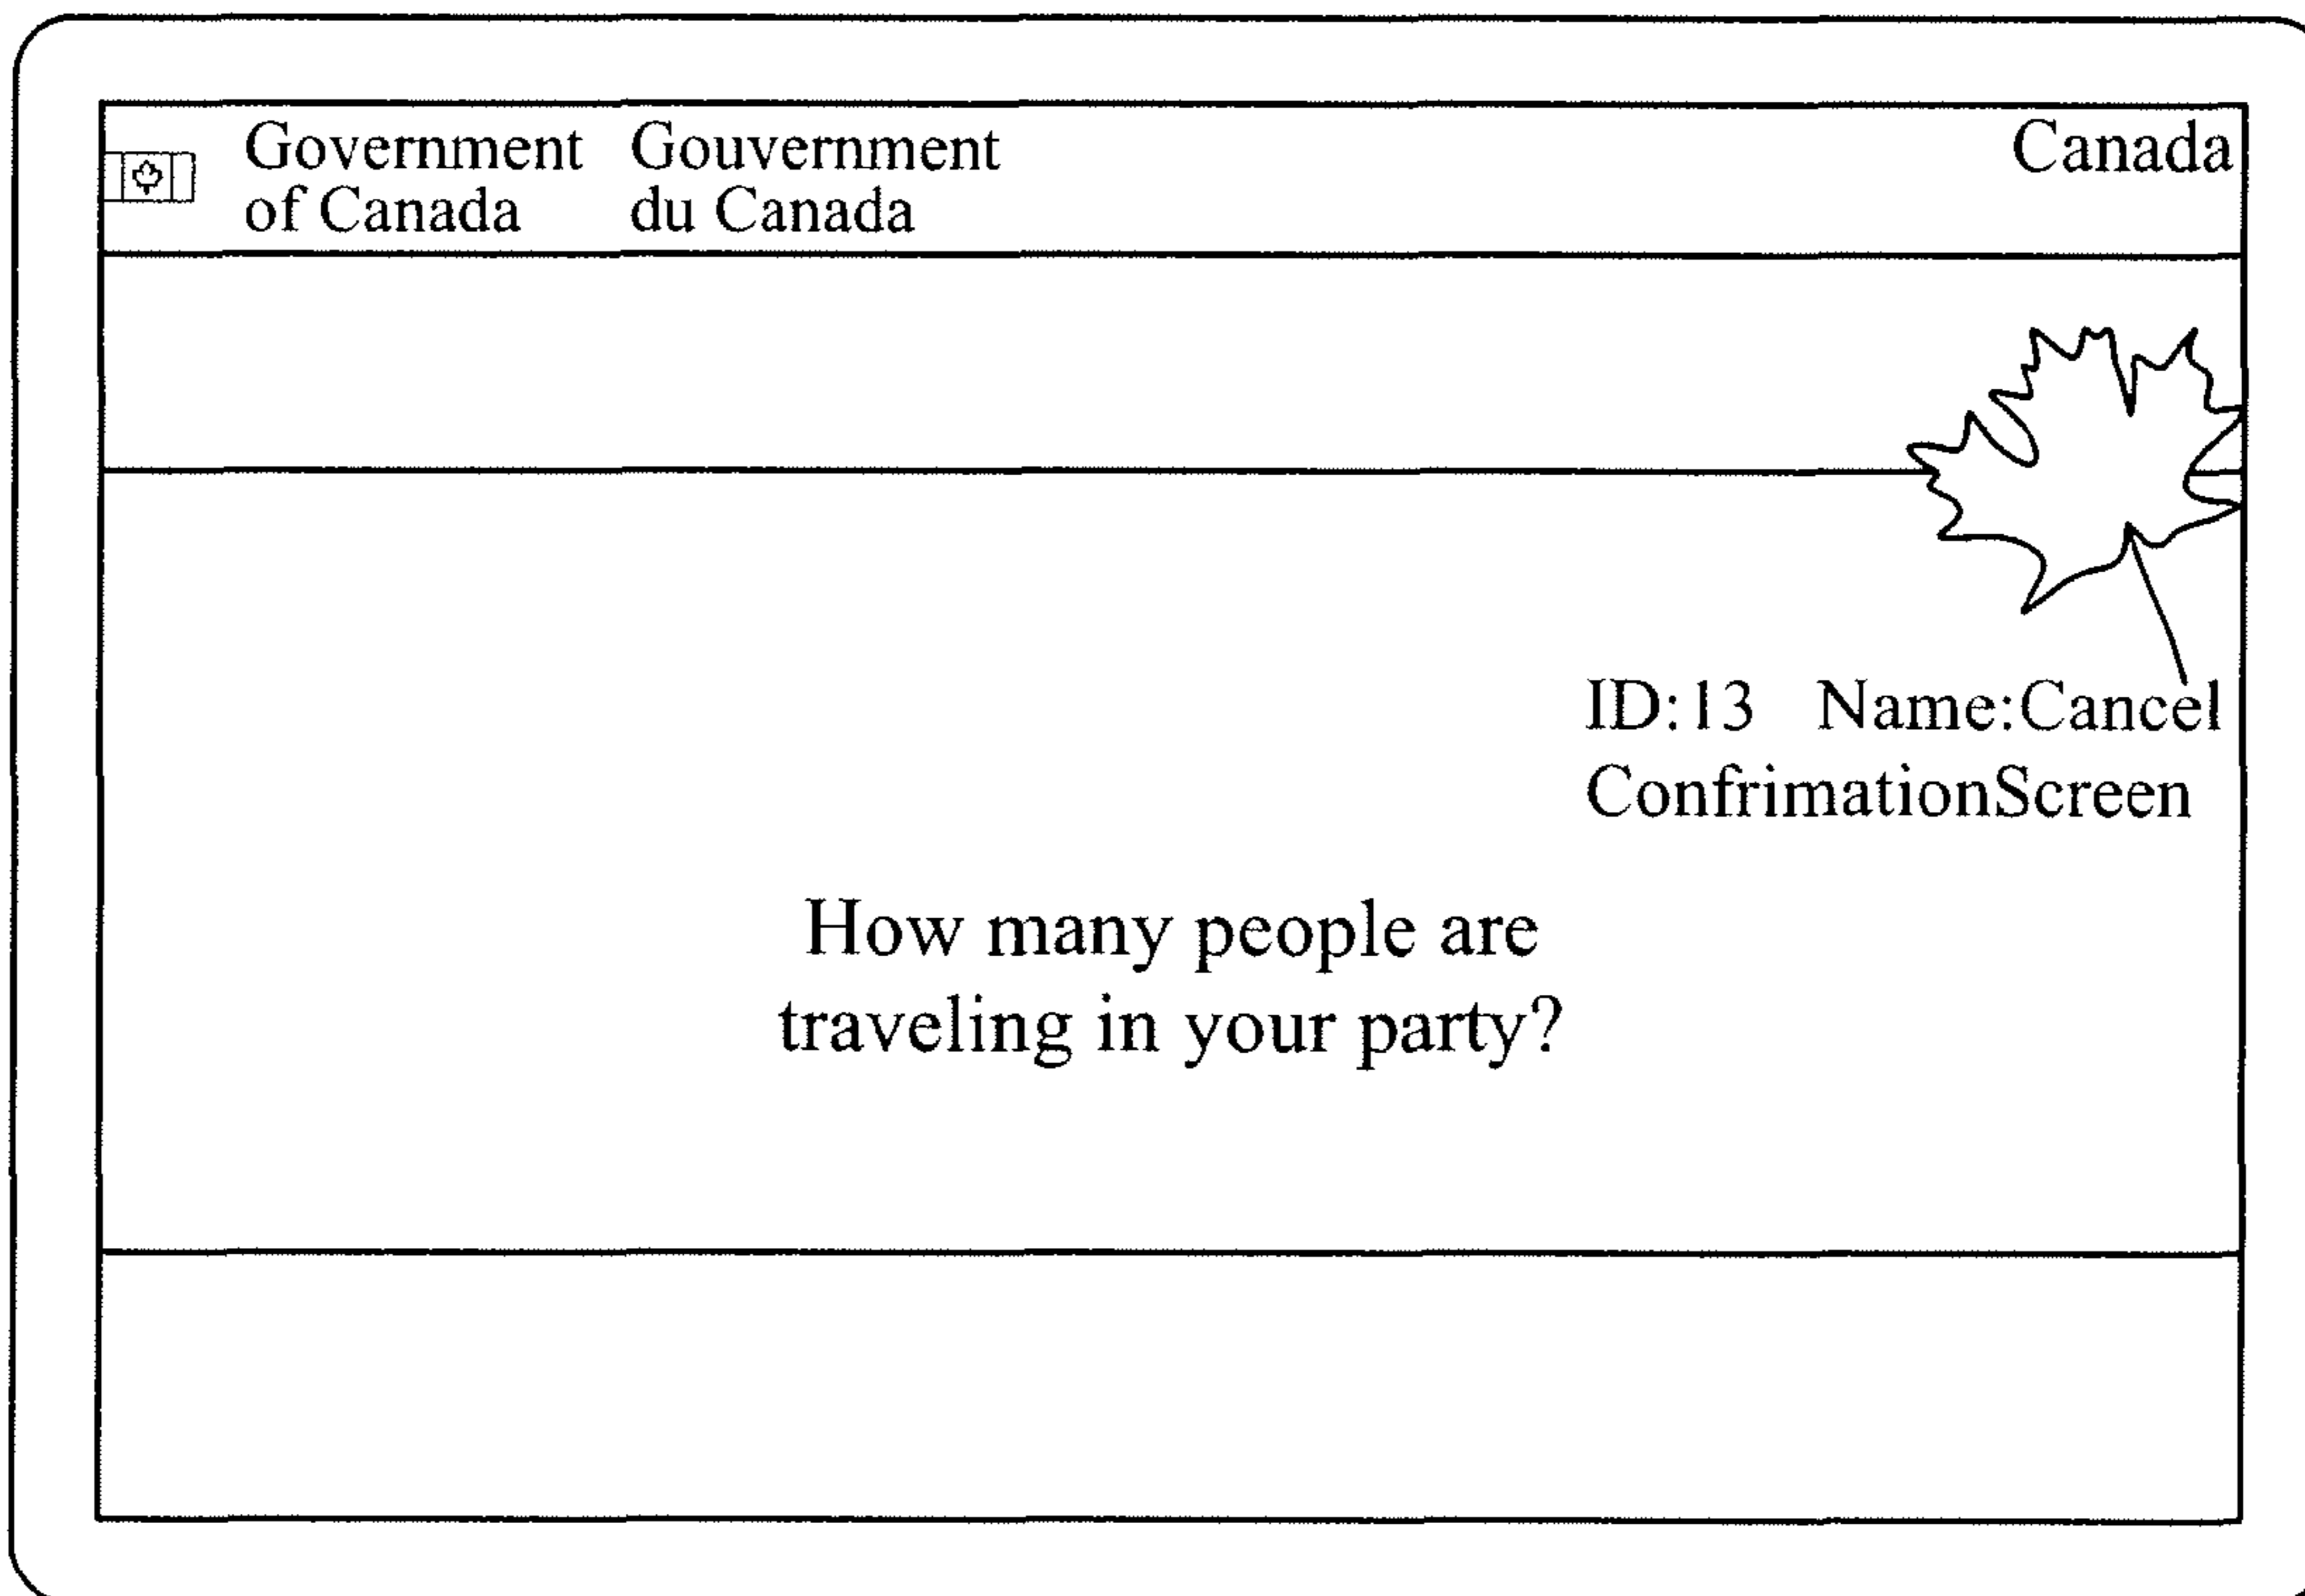 Government Gouvernment Canada
of Canada du Canada
ID:13 Name:Cancel
ConfrimationScreen
How many people are
traveling in your party?